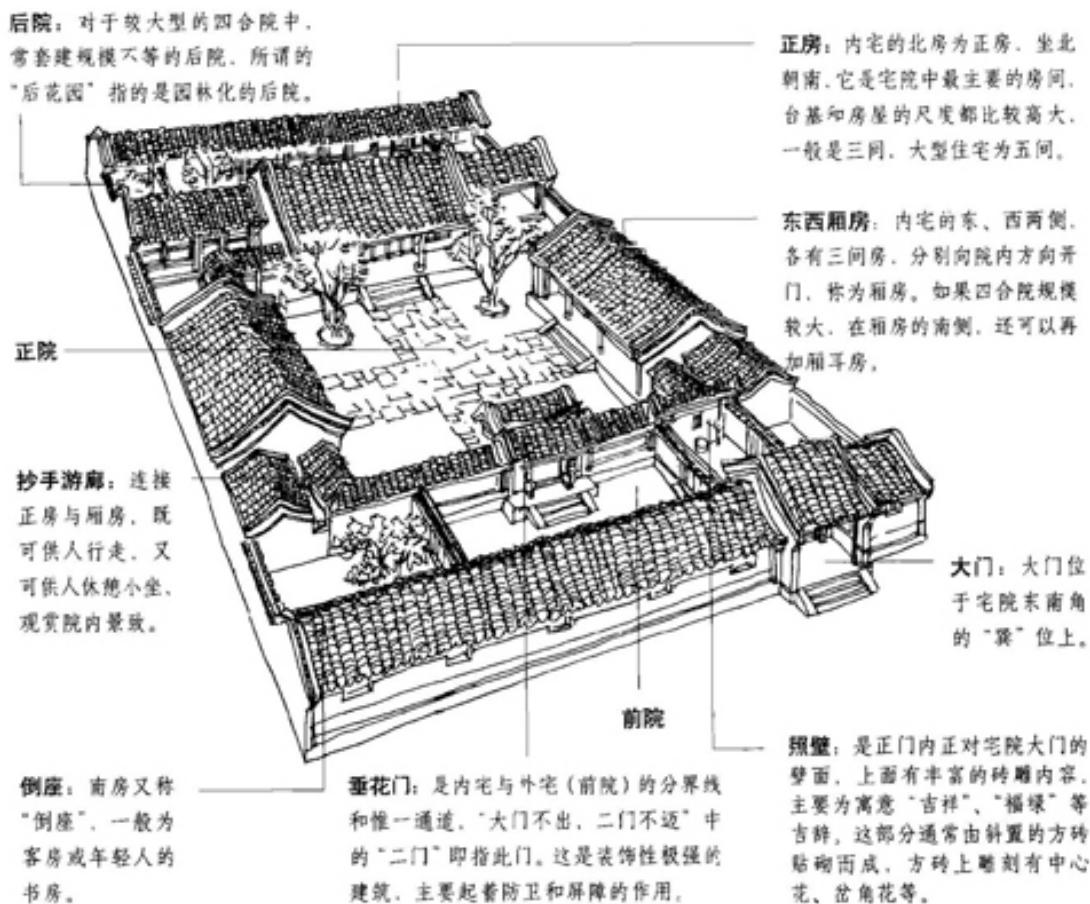 后院：对于较大型的四合院中，
常套建规模不等的后院，所谓的
“后花园”指的是园林化的后院。
正房：内宅的北房为正房，坐北
朝南，它是宅院中最主要的房间，
台基和房屋的尺度都比较高大，
一般是三间，大型住宅为五间。
东西厢房：内宅的东、西两侧，
各有三间房，分别向院内方向开
门，称为厢房。如果四合院规模
较大，在厢房的南侧，还可以再
加厢耳房。
正院
抄手游廊：连接
正房与厢房，既
可供人行走，又
可供人休憩小坐，
观赏院内景致。
大门：大门位
于宅院东南角
的“巽”位上。
前院
倒座：南房又称
“倒座”，一般为
客房或年轻人的
书房。
垂花门：是内宅与外宅（前院）的分界线
和惟一通道，“大门不出，二门不迈”中
的“二门”即指此门。这是装饰性极强的
建筑，主要起着防卫和屏障的作用。
照壁：是正门内正对宅院大门的
壁面，上面有丰富的砖雕内容，
主要为寓意“吉祥”、“福禄”等
吉辞，这部分通常由斜置的方砖
贴砌而成，方砖上雕刻有中心
花、岔角花等。